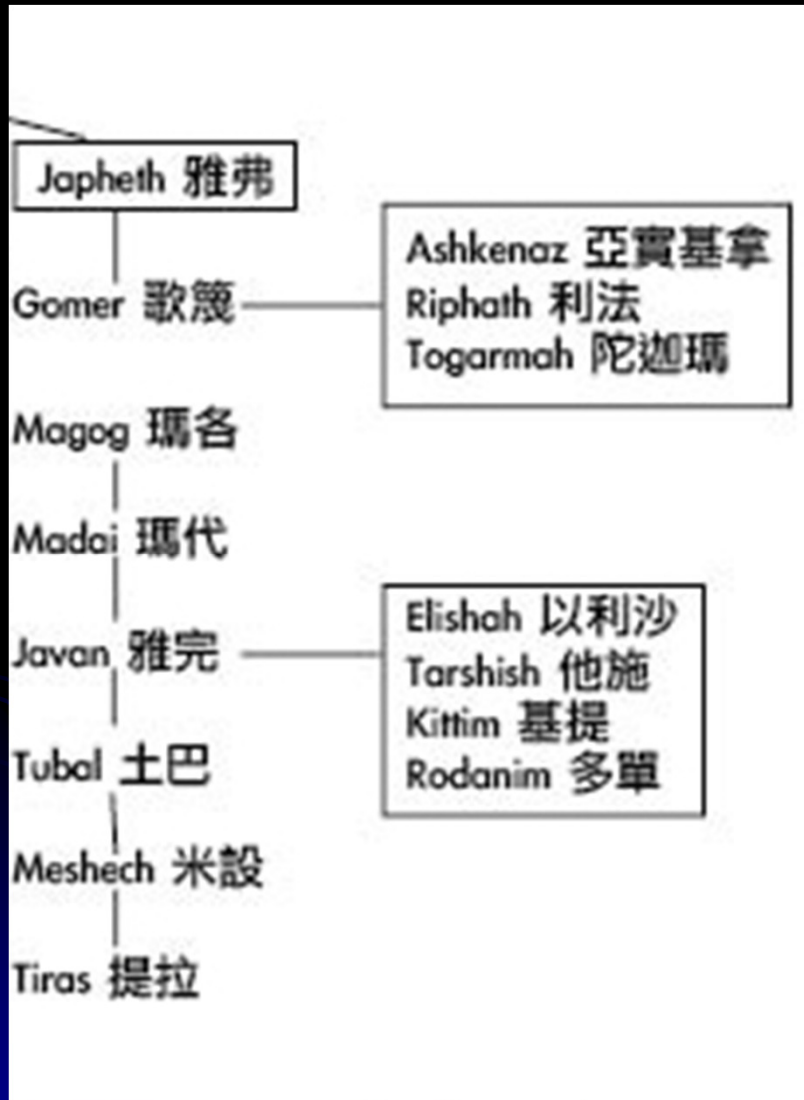 Japheth 雅弗
Gomer 歌篾
Ashkenaz 亞實基拿
Riphath 利法
Togarmah 陀迦瑪
Magog 瑪各
Madai 瑪代
Javan 雅完
Elishah 以利沙
Tarshish 他施
Kittim 基提
Rodanim 多單
Tubal 土巴
Meshech 米設
Tiras 提拉